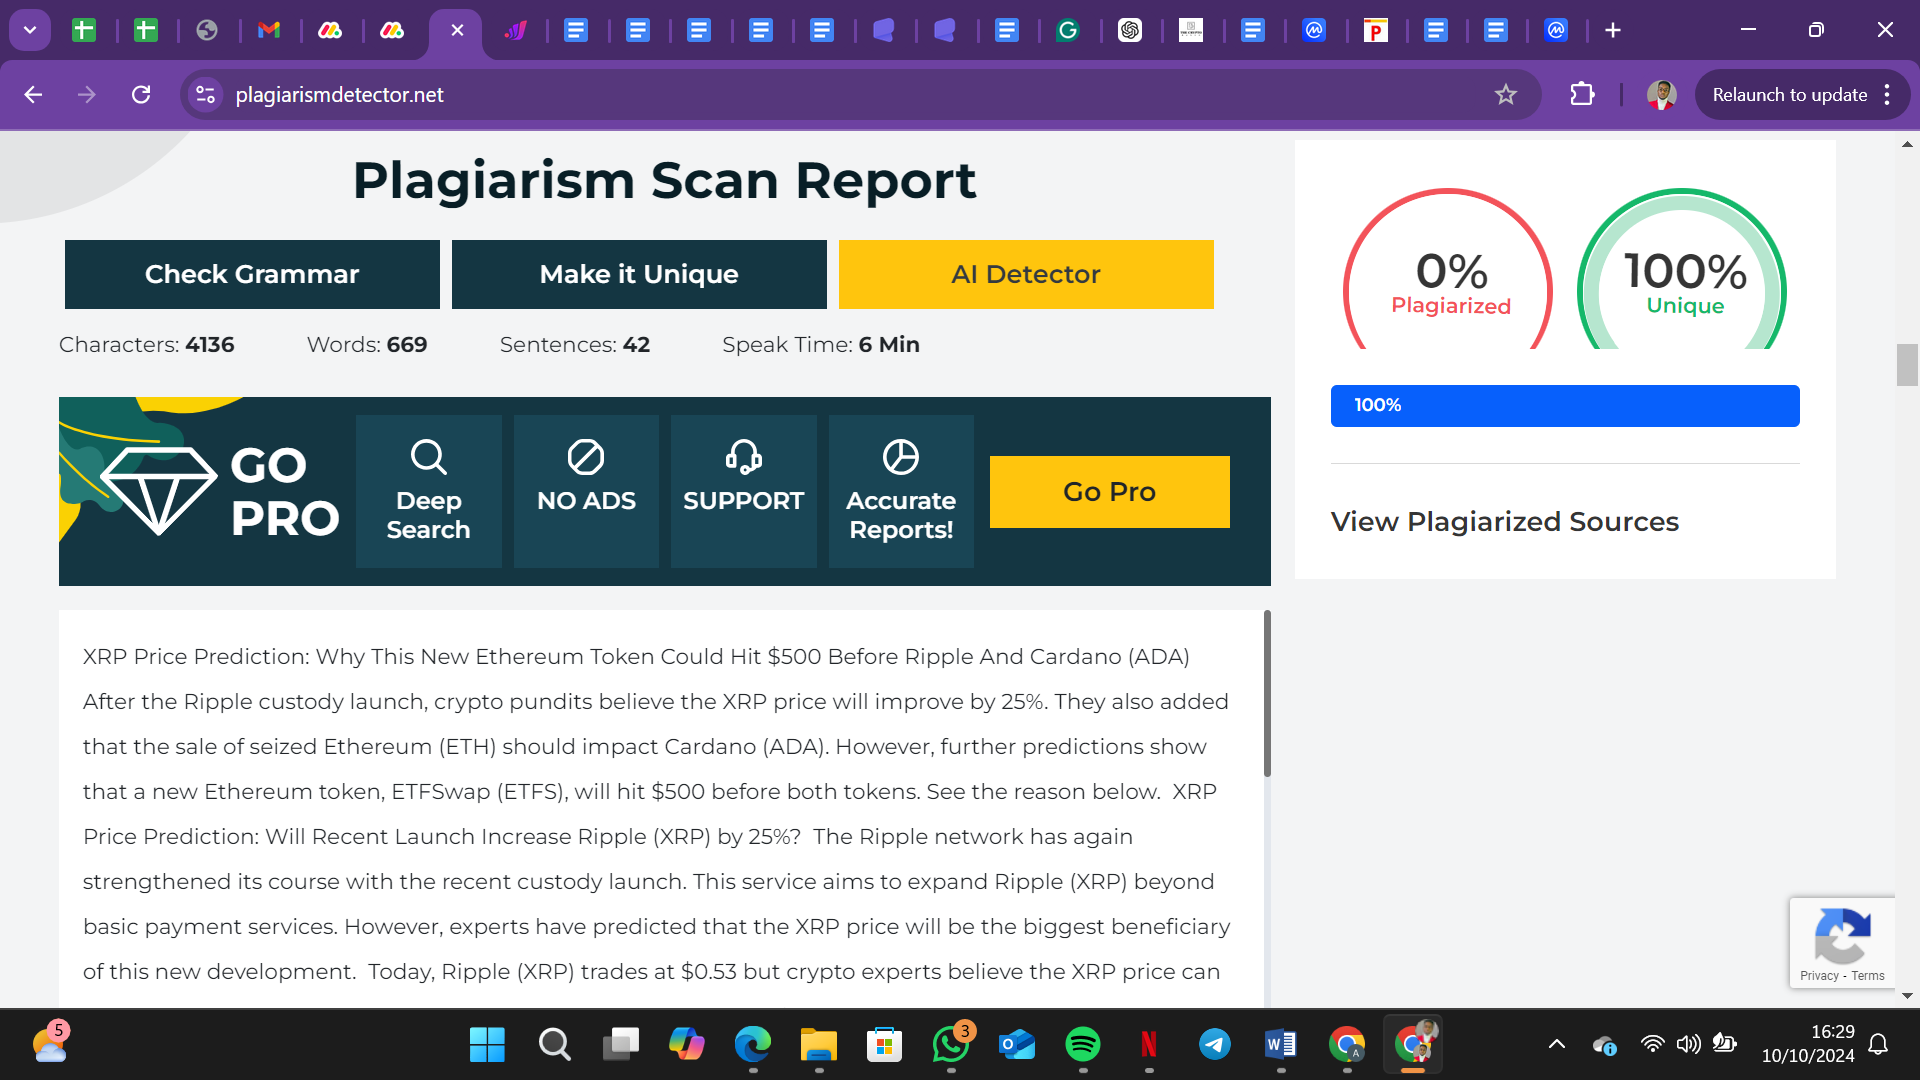 plagiarismdetector.net
Relaunch to update
Plagiarism Scan Report
Check Grammar
Make it Unique
AI Detector
Characters: 4136
Words: 669
Sentences: 42
Speak Time: 6 Min
GO
PRO
Deep
Search
NO ADS
SUPPORT
Accurate
Reports!
Go Pro
0%
Plagiarized
100%
Unique
100%
View Plagiarized Sources
XRP Price Prediction: Why This New Ethereum Token Could Hit $500 Before Ripple And Cardano (ADA)
After the Ripple custody launch, crypto pundits believe the XRP price will improve by 25%. They also added
that the sale of seized Ethereum (ETH) should impact Cardano (ADA). However, further predictions show
that a new Ethereum token, ETFSwap (ETFS), will hit $500 before both tokens. See the reason below. XRP
Price Prediction: Will Recent Launch Increase Ripple (XRP) by 25%? The Ripple network has again
strengthened its course with the recent custody launch. This service aims to expand Ripple (XRP) beyond
basic payment services. However, experts have predicted that the XRP price will be the biggest beneficiary
of this new development. Today, Ripple (XRP) trades at $0.53 but crypto experts believe the XRP price can
Privacy - Terms
5
3
16:29
10/10/2024